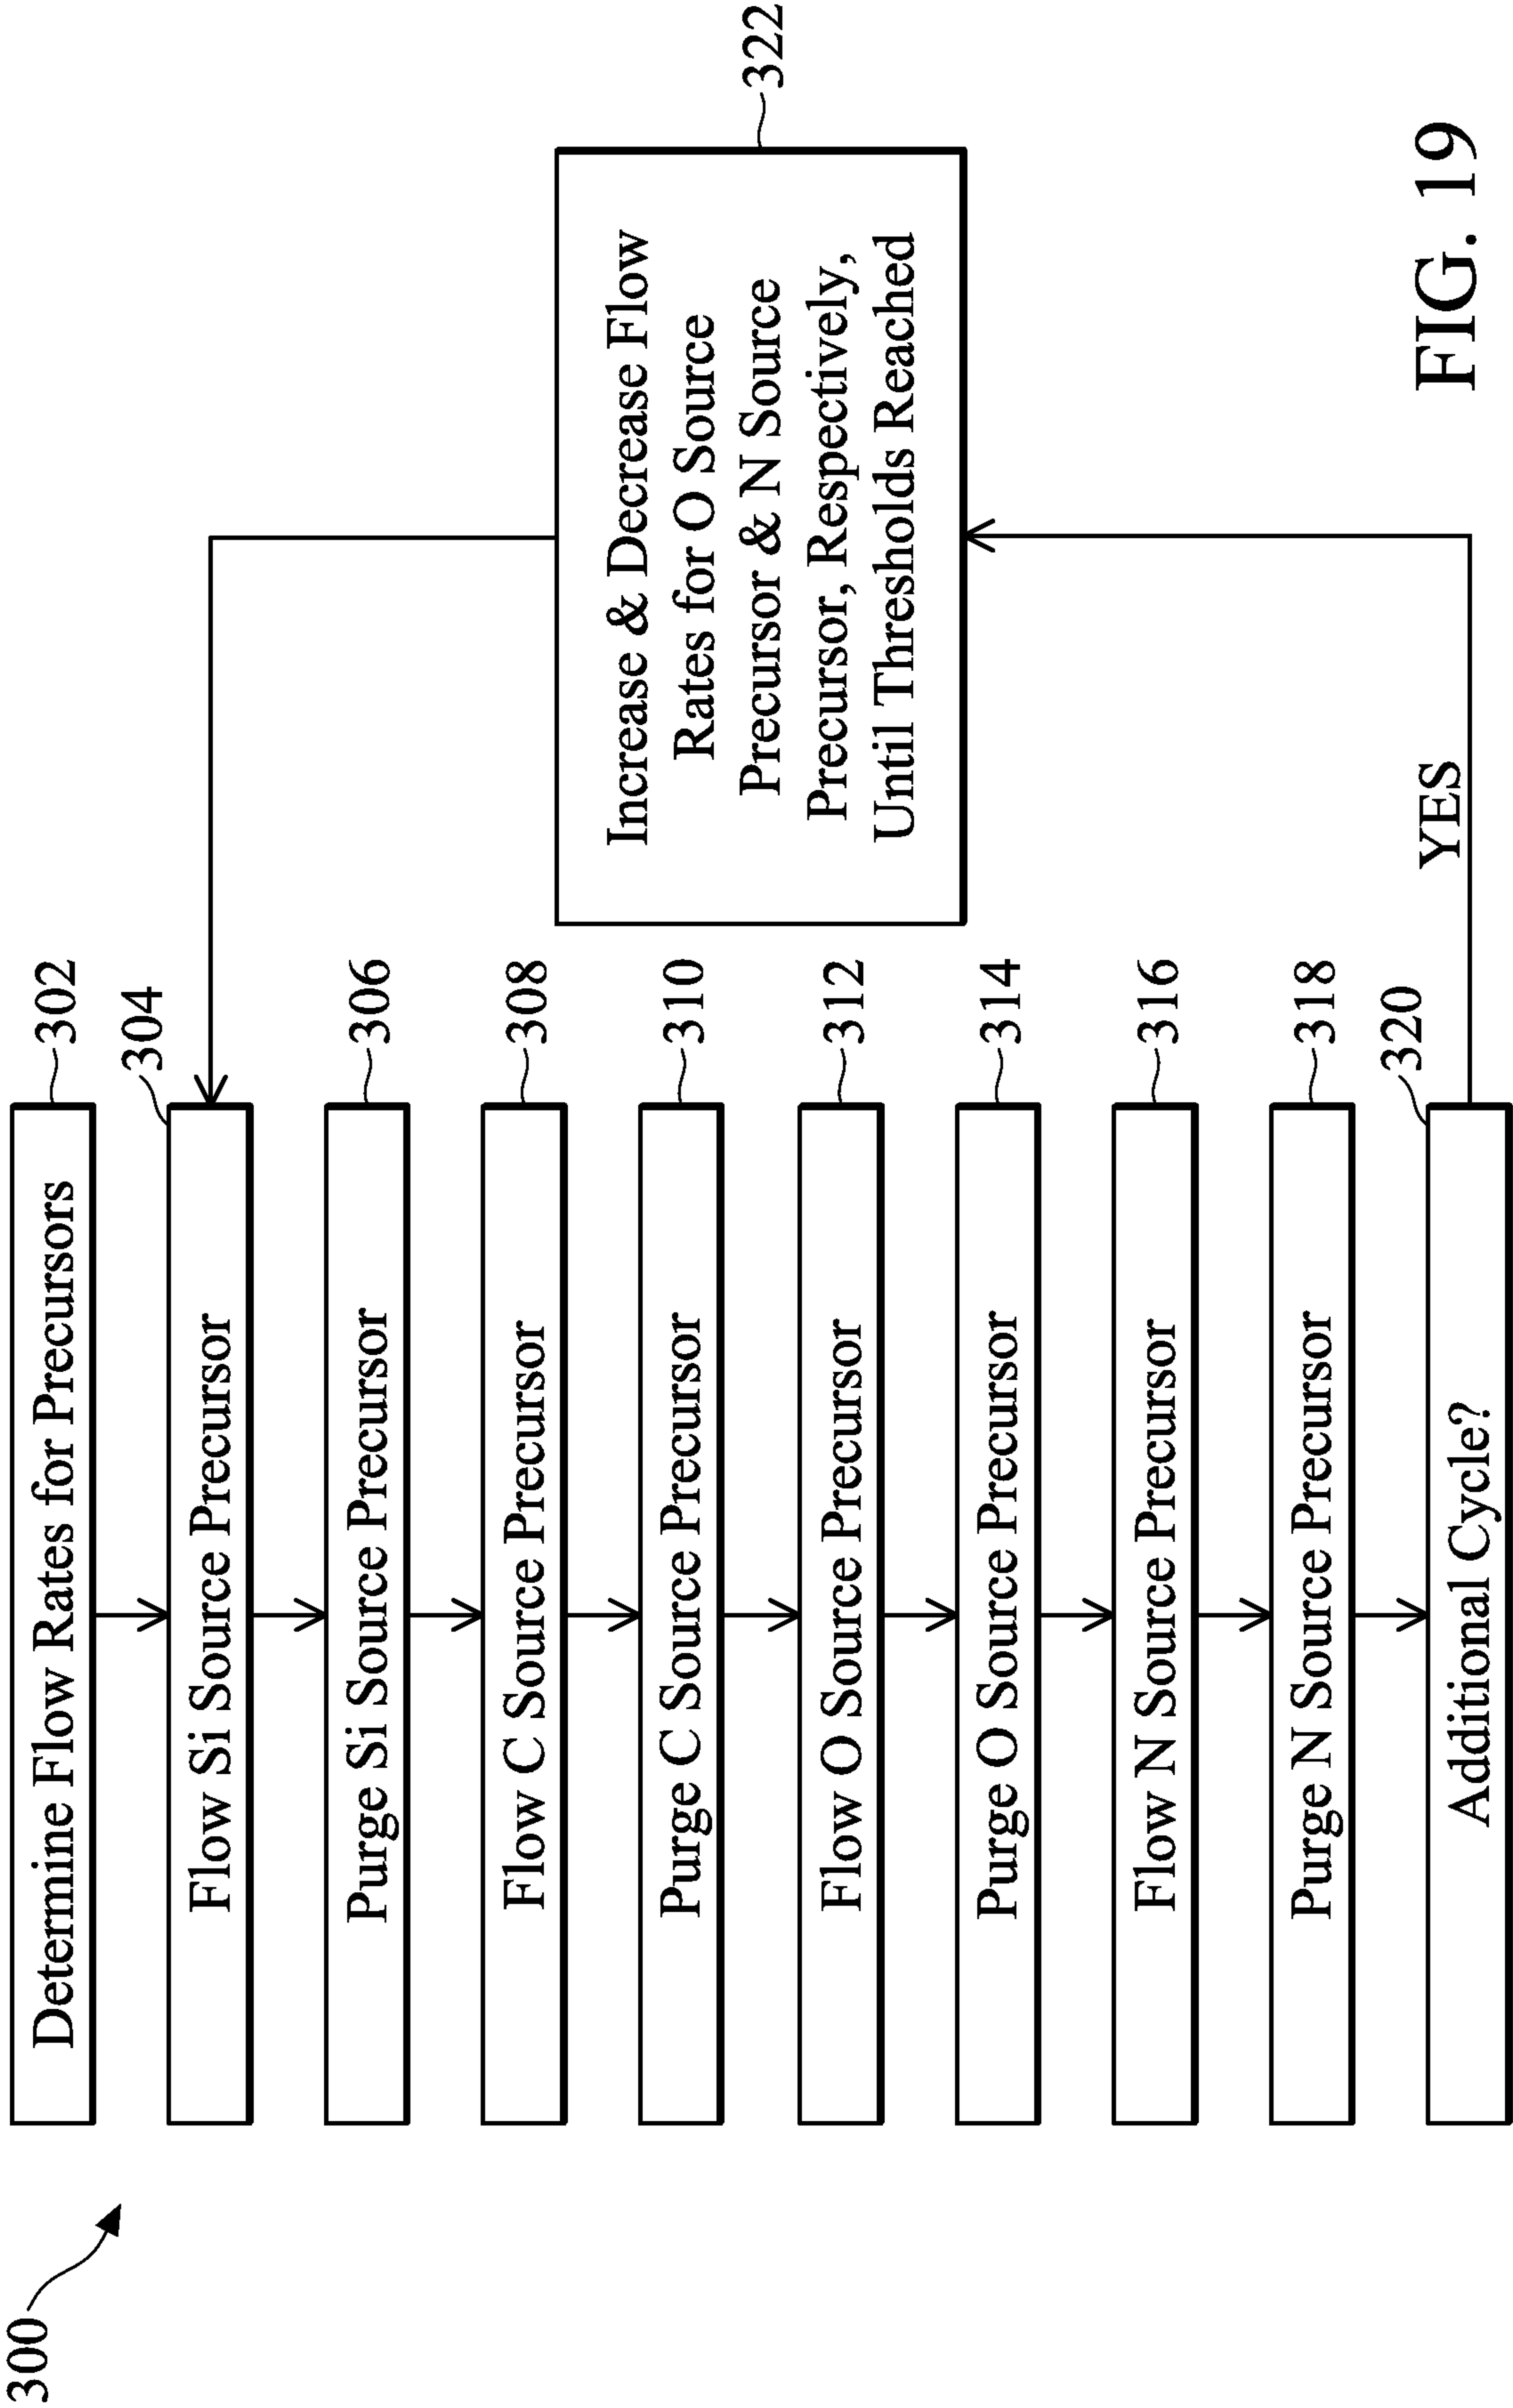 300
Determine Flow Rates for Precursors
302
304
Flow Si Source Precursor
Purge Si Source Precursor
306
Flow C Source Precursor
308
Purge C Source Precursor
310
Flow O Source Precursor
312
Purge O Source Precursor
314
Flow N Source Precursor
316
Purge N Source Precursor
318
320
Additional Cycle?
YES
Increase & Decrease Flow
Rates for O Source
Precursor & N Source
Precursor, Respectively,
Until Thresholds Reached
322
FIG. 19